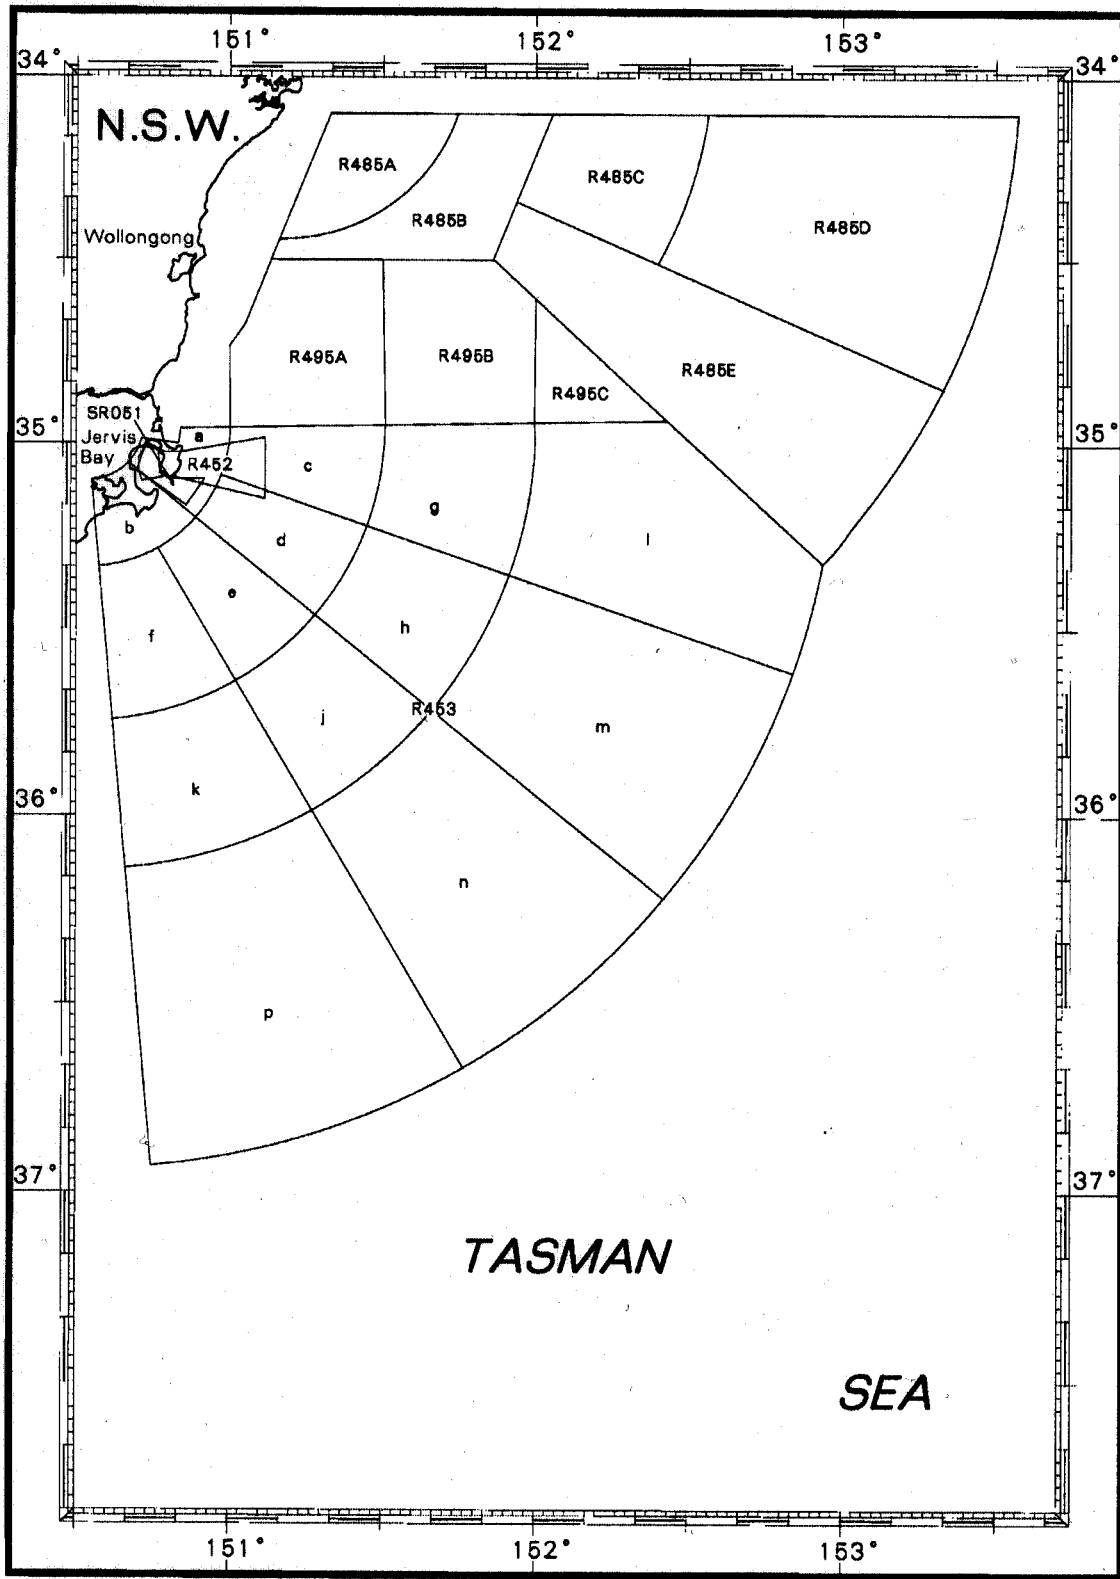 151° 152° 153°
34° 34°
N.S.W.
R485A
R485C
R485B
R485D
Wollongong
R495A
R495B
R485E
R495C
SR051
a
35° 35°
Jervis
Bay
R452
c
g
b
d
l
e
h
f
R453
j
m
k
36° 36°
n
p
37° 37°
TASMAN
SEA
151° 152° 153°